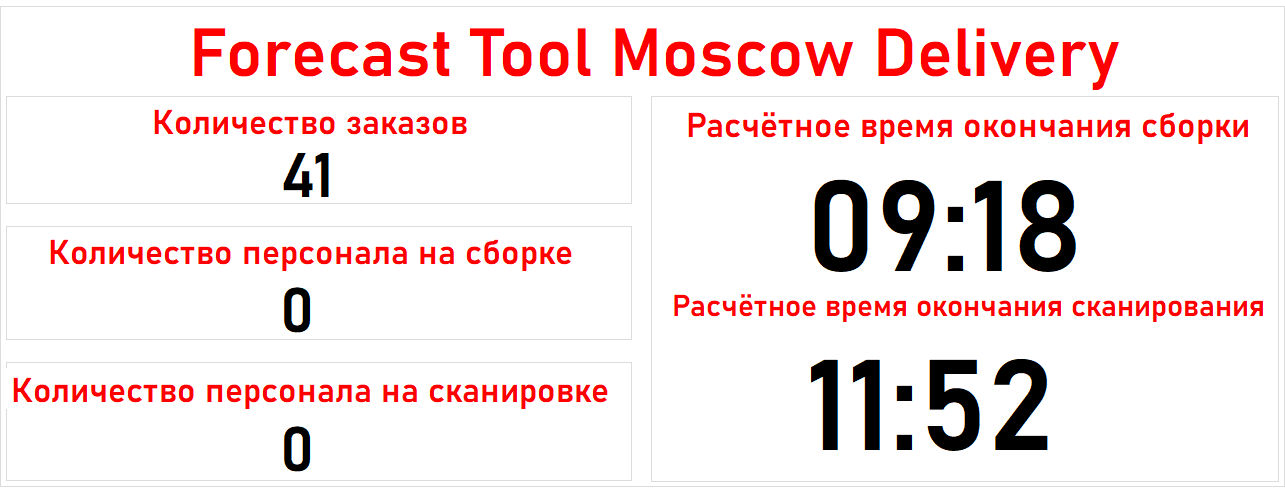 Forecast Tool Moscow Delivery
Количество заказов
41
Количество персонала на сборке
0
Количество персонала на сканировке
0
Расчётное время окончания сборки
09:18
Расчётное время окончания сканирования
11:52